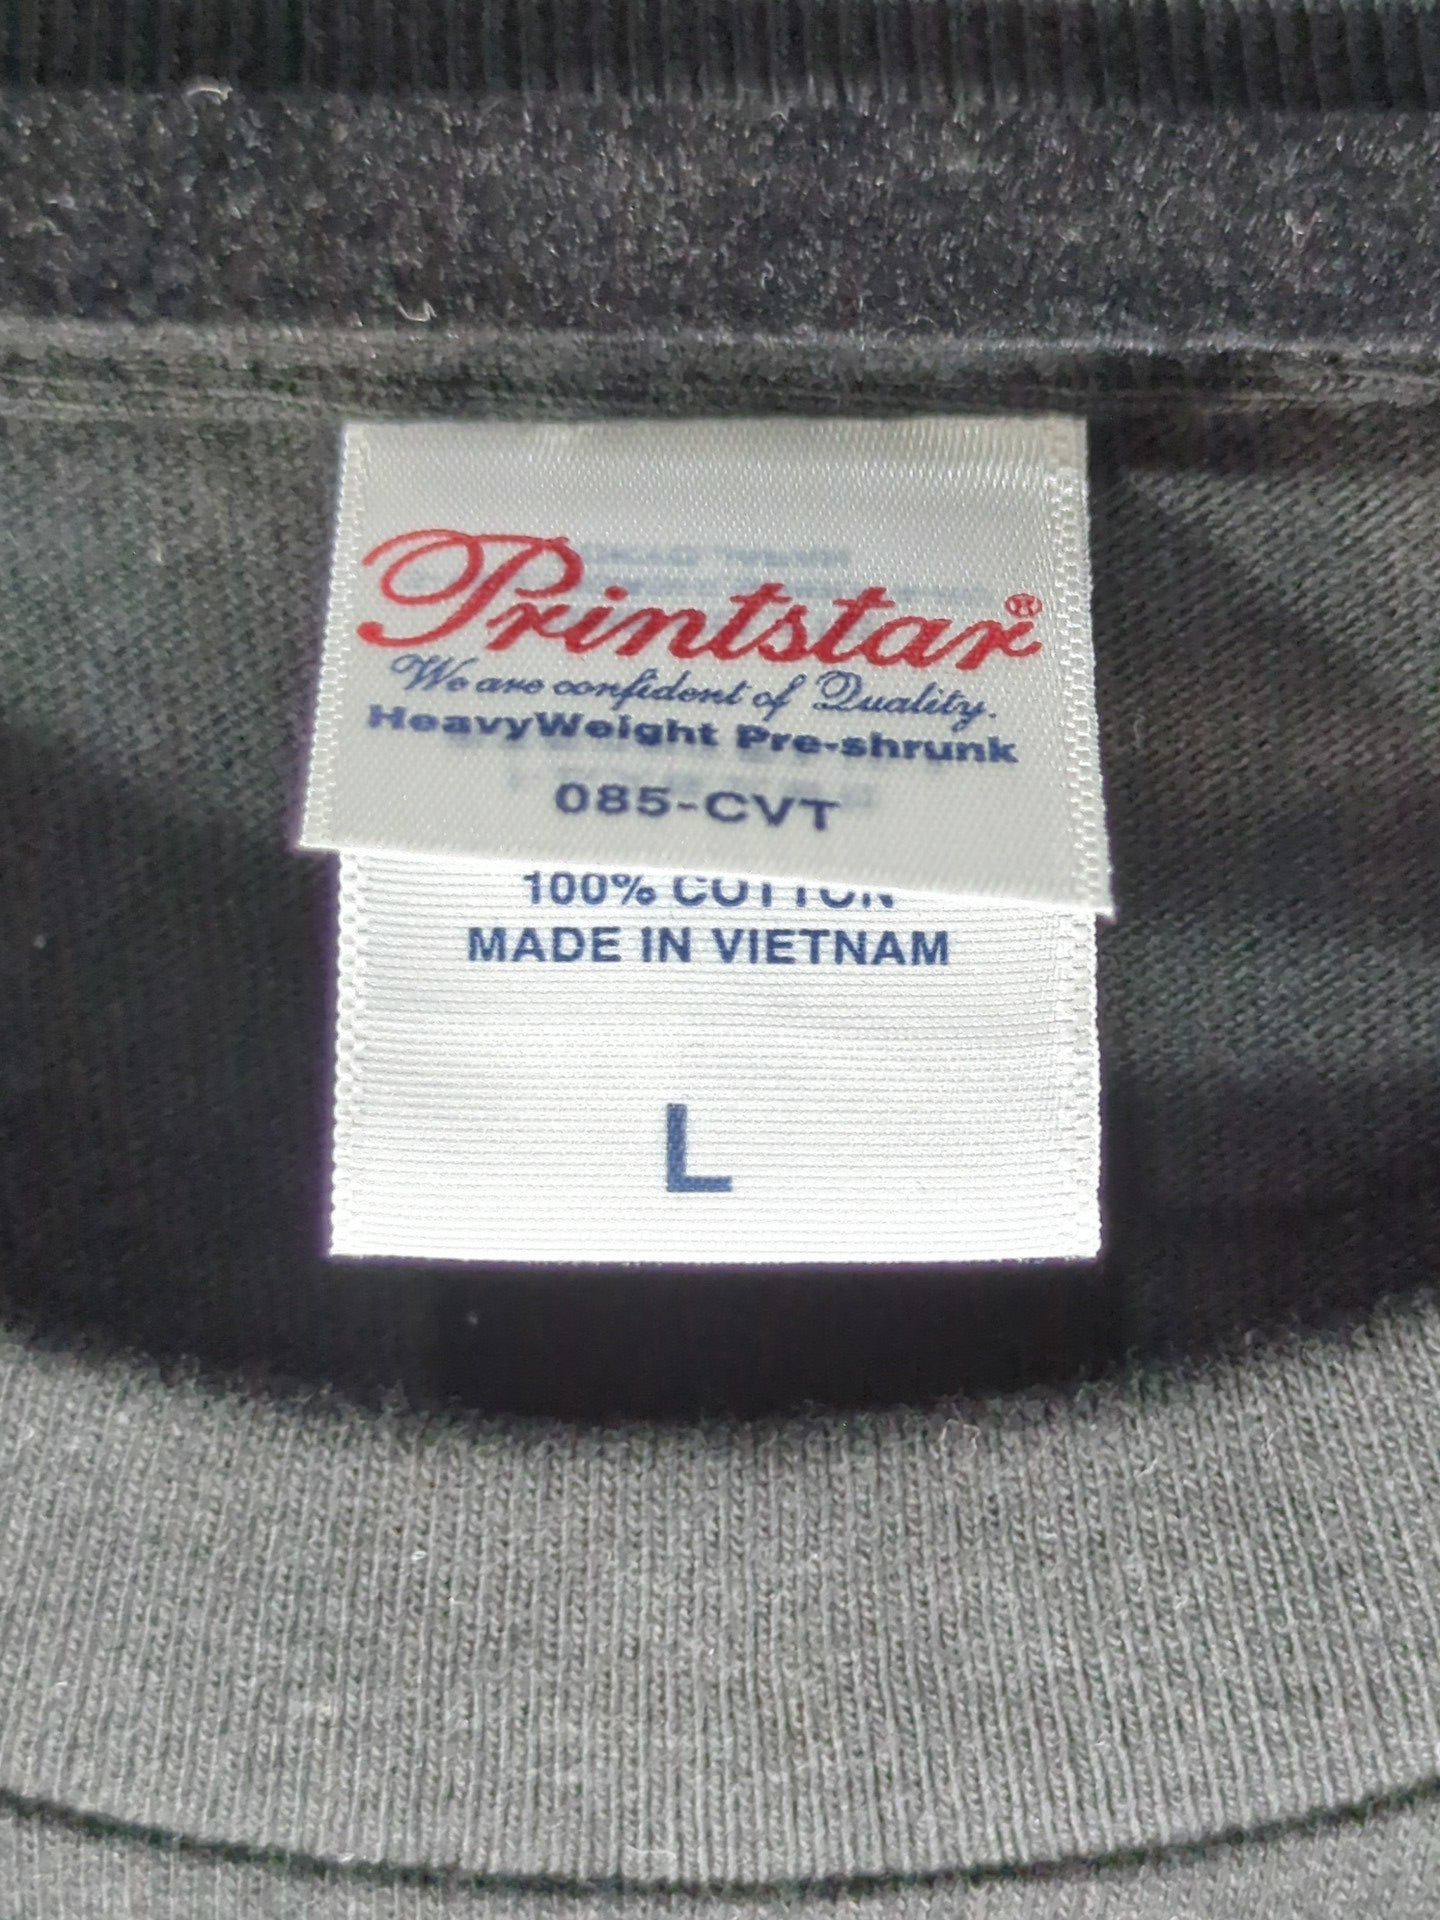 Printstar®
We are confident of Quality.
HeavyWeight Pre-shrunk
085-CVT
100% COTTON
MADE IN VIETNAM
L